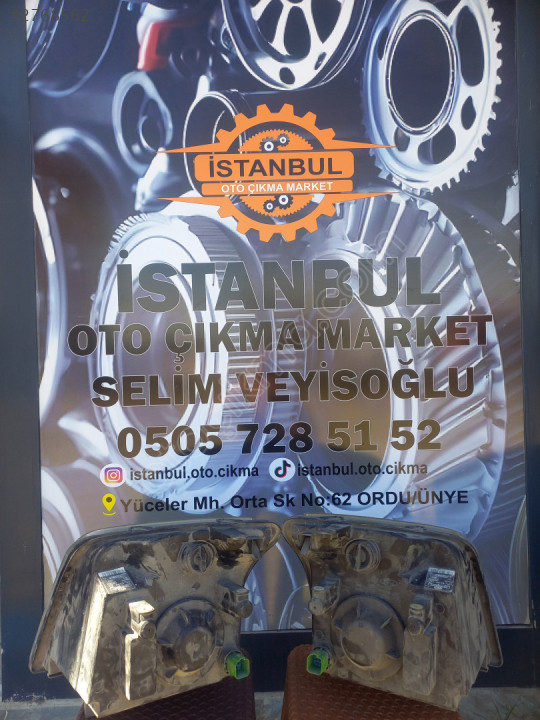 İSTANBUL
OTO ÇIKMA MARKET
İSTANBUL
OTO ÇIKMA MARKET
SELİM VEYİSOĞLU
0505 728 51 52
istanbul.oto.cikma
istanbul.oto.cikma
Yüceler Mh. Orta Sk No:62 ORDU/ÜNYE